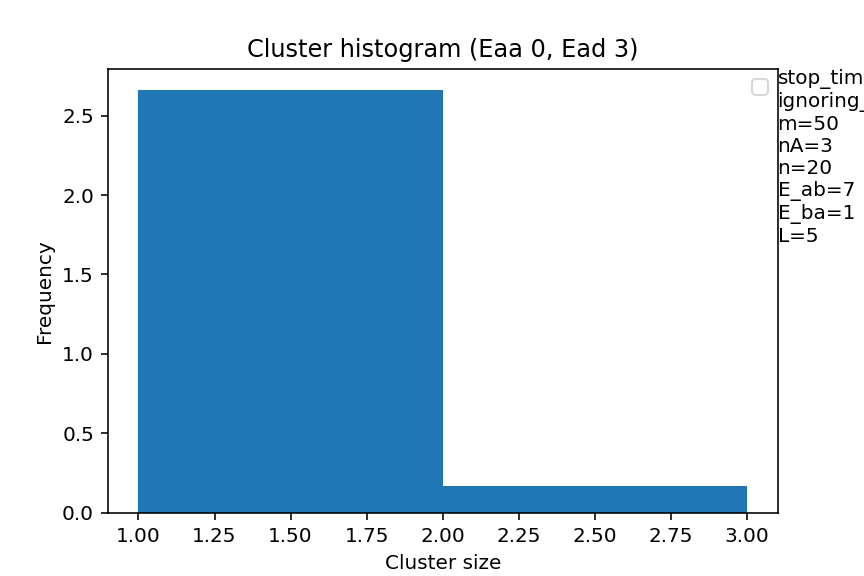 Cluster histogram (Eaa 0, Ead 3)
stop_tim
ignoring_
m=50
nA=3
n=20
E_ab=7
E_ba=1
L=5
2.5
2.0
1.5
1.0
0.5
0.0
Frequency
1.00 1.25 1.50 1.75 2.00 2.25 2.50 2.75 3.00
Cluster size